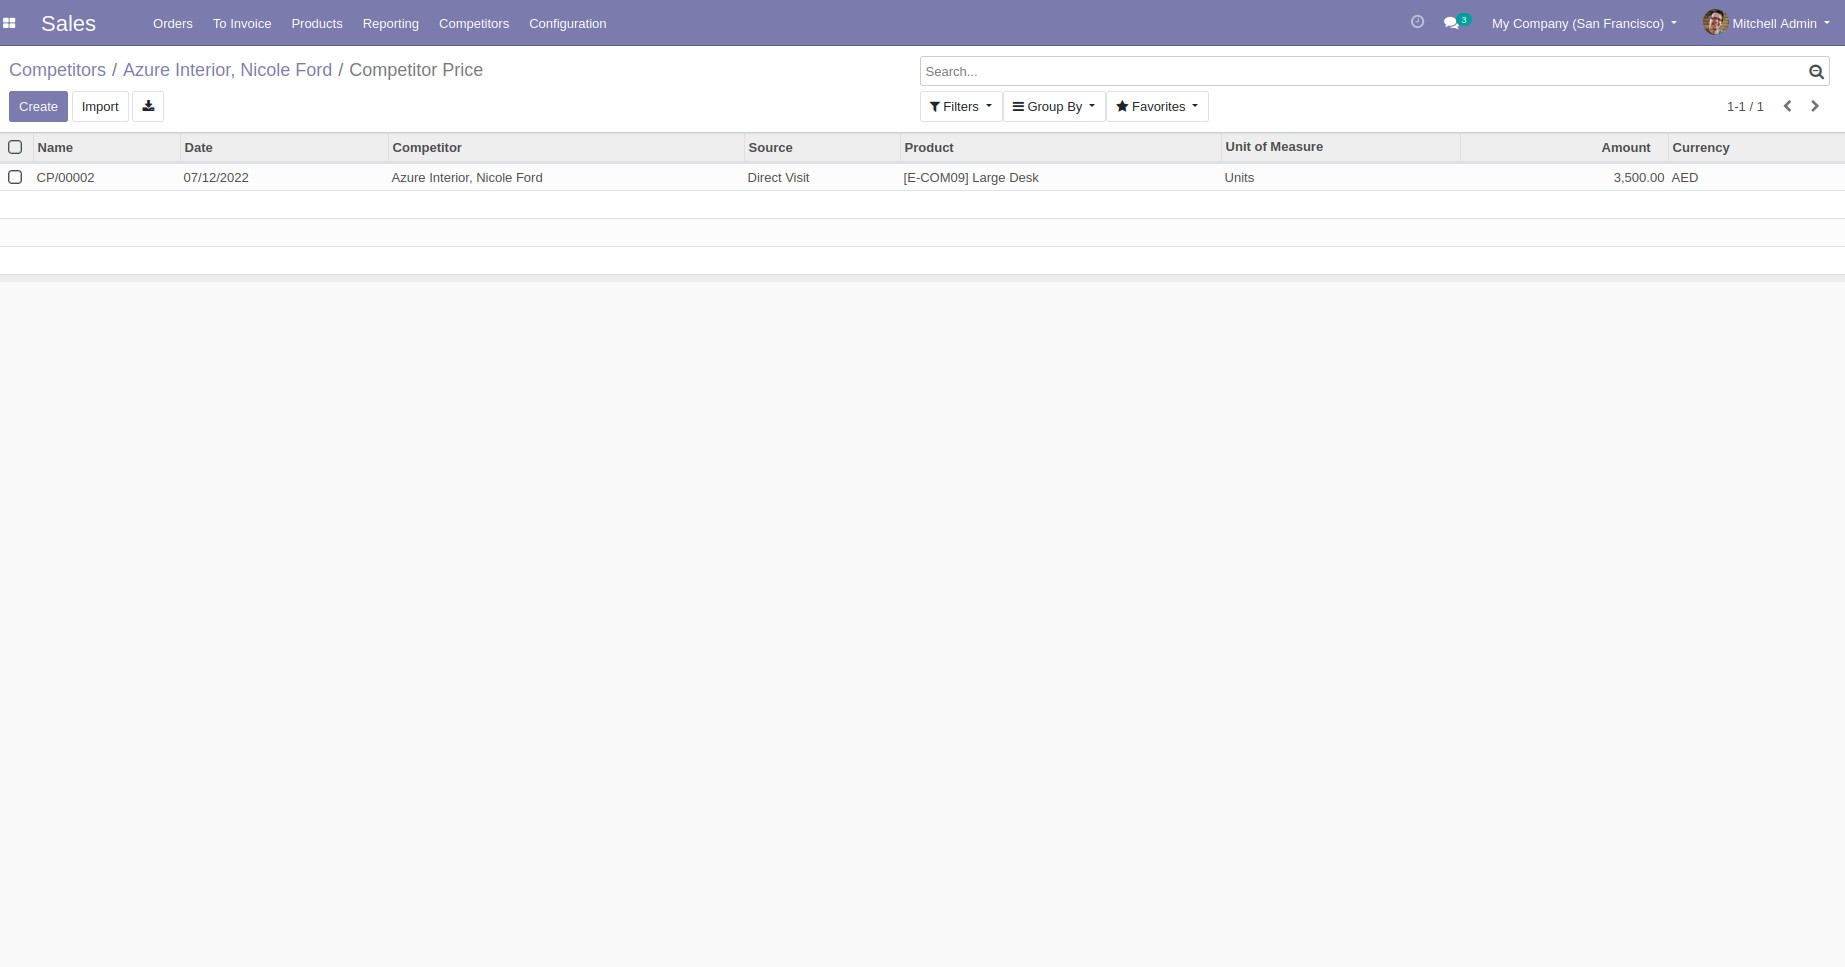 Sales Orders To Invoice Products Reporting Competitors Configuration 3 My Company (San Francisco) Mitchell Admin
Competitors / Azure Interior, Nicole Ford / Competitor Price
Search...
Create Import Filters Group By Favorites 1-1 / 1
Name Date Competitor Source Product Unit of Measure Amount Currency
CP/00002 07/12/2022 Azure Interior, Nicole Ford Direct Visit [E-COM09] Large Desk Units 3,500.00 AED